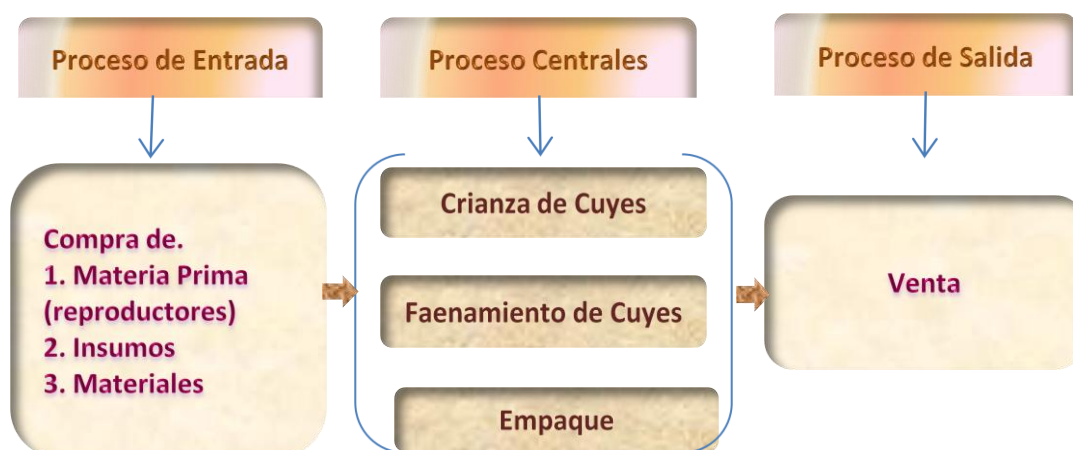 Proceso de Entrada
Proceso Centrales
Proceso de Salida
Compra de.
1. Materia Prima
(reproductores)
2. Insumos
3. Materiales
Crianza de Cuyes
Faenamiento de Cuyes
Empaque
Venta